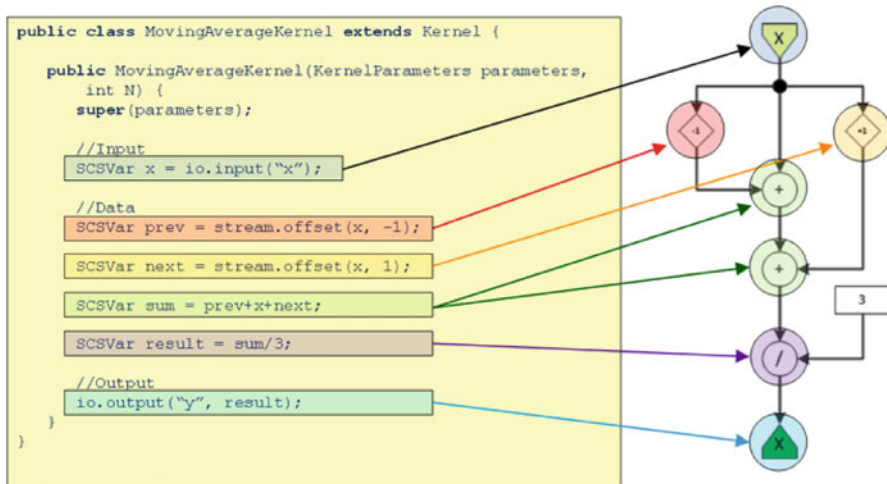 public class MovingAverageKernel extends Kernel {
public MovingAverageKernel(KernelParameters parameters,
int N) {
super(parameters);
//Input
SCSVar x = io.input("x");
//Data
SCSVar prev = stream.offset(x, -1);
SCSVar next = stream.offset(x, 1);
SCSVar sum = prev+x+next;
SCSVar result = sum/3;
//Output
io.output("y", result);
}
}
X
-1
+1
+
+
3
/
X